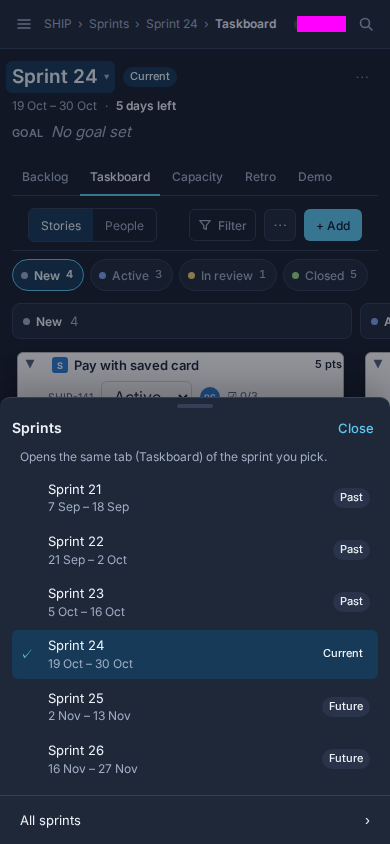 SHIP › Sprints › Sprint 24 › Taskboard
Sprint 24 ▾ Current ...
19 Oct – 30 Oct · 5 days left
GOAL No goal set
Backlog Taskboard Capacity Retro Demo
Stories People Filter ... + Add
New 4 Active 3 In review 1 Closed 5
New 4
▼ S Pay with saved card 5 pts ▼
SHIP-141 Active 0/3
Sprints Close
Opens the same tab (Taskboard) of the sprint you pick.
Sprint 21
7 Sep – 18 Sep
Past
Sprint 22
21 Sep – 2 Oct
Past
Sprint 23
5 Oct – 16 Oct
Past
✓ Sprint 24
19 Oct – 30 Oct
Current
Sprint 25
2 Nov – 13 Nov
Future
Sprint 26
16 Nov – 27 Nov
Future
All sprints ›